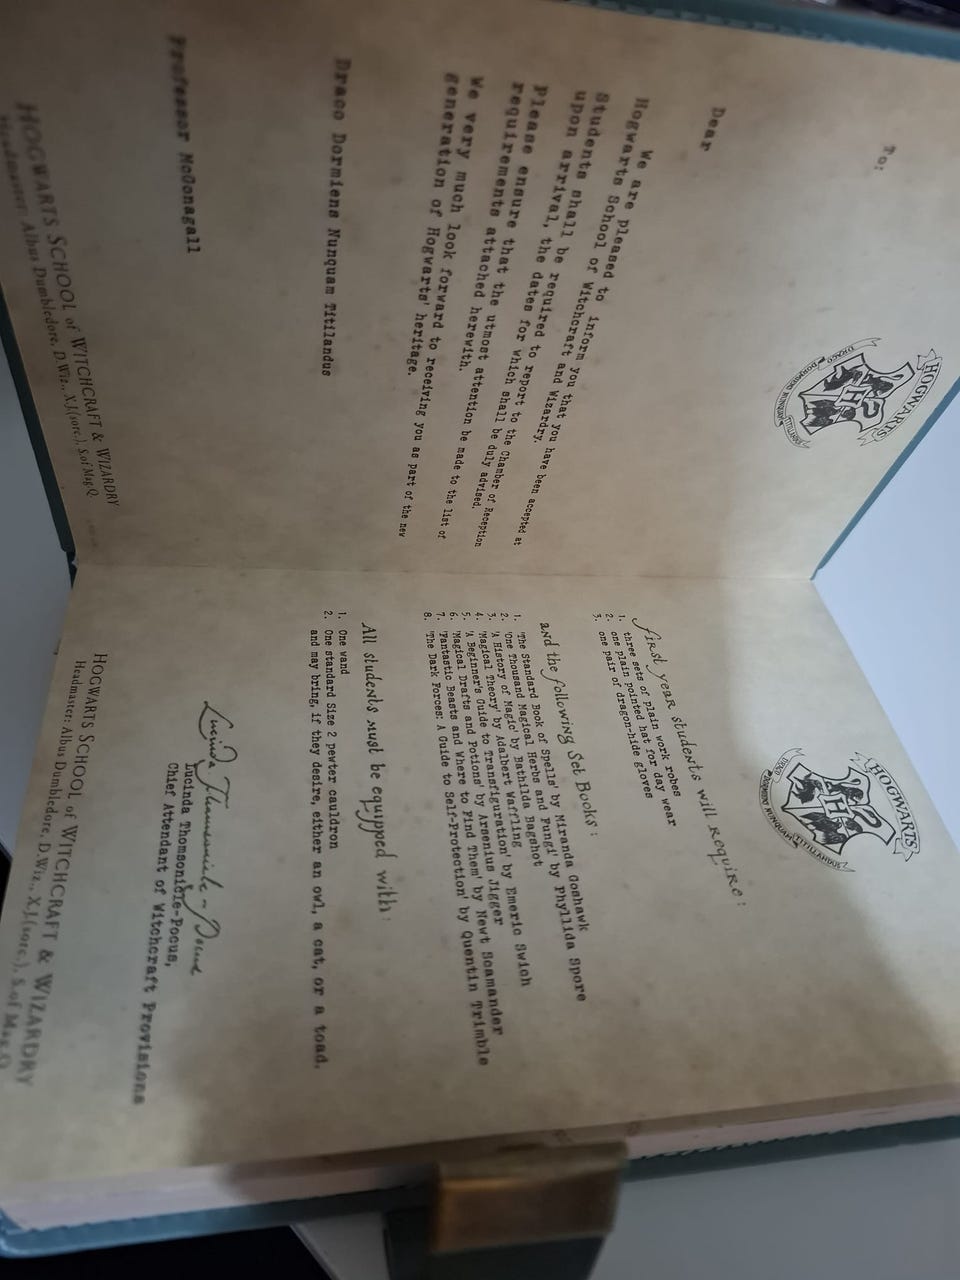 HOGWARTS
DRACO DORMIENS NUNQUAM TITILLANDUS
To:
Dear
We are pleased to inform you that you have been accepted at
Hogwarts School of Witchcraft and Wizardry.
Students shall be required to report to the Chamber of Reception
upon arrival, the dates for which shall be duly advised.
Please ensure that the utmost attention be made to the list of
requirements attached herewith.
We very much look forward to receiving you as part of the new
generation of Hogwarts' heritage.
Draco Dormiens Nunquam Titilandus
Professor McGonagall
HOGWARTS SCHOOL of WITCHCRAFT & WIZARDRY
Headmaster: Albus Dumbledore, D.Wiz., X.J.(sorc.), S.of Mag.Q.
HOGWARTS
DRACO DORMIENS NUNQUAM TITILLANDUS
First year students will require:
1. three sets of plain work robes
2. one plain pointed hat for day wear
3. one pair of dragon-hide gloves
and the following Set Books:
1. 'The Standard Book of Spells' by Miranda Goshawk
2. 'One Thousand Magical Herbs and Fungi' by Phyllida Spore
3. 'A History of Magic' by Bathilda Bagshot
4. 'Magical Theory' by Adalbert Waffling
5. 'A Beginner's Guide to Transfiguration' by Emeric Swich
6. 'Magical Drafts and Potions' by Arsenius Jigger
7. 'Fantastic Beasts and Where to Find Them' by Newt Scamander
8. 'The Dark Forces: A Guide to Self-Protection' by Quentin Trimble
All students must be equipped with:
1. One wand
2. One standard Size 2 pewter cauldron
and may bring, if they desire, either an owl, a cat, or a toad.
Lucinda Thomsonicle-Pocus
Lucinda Thomsonicle-Pocus,
Chief Attendant of Witchcraft Provisions
HOGWARTS SCHOOL of WITCHCRAFT & WIZARDRY
Headmaster: Albus Dumbledore, D.Wiz., X.J.(sorc.), S.of Mag.Q.